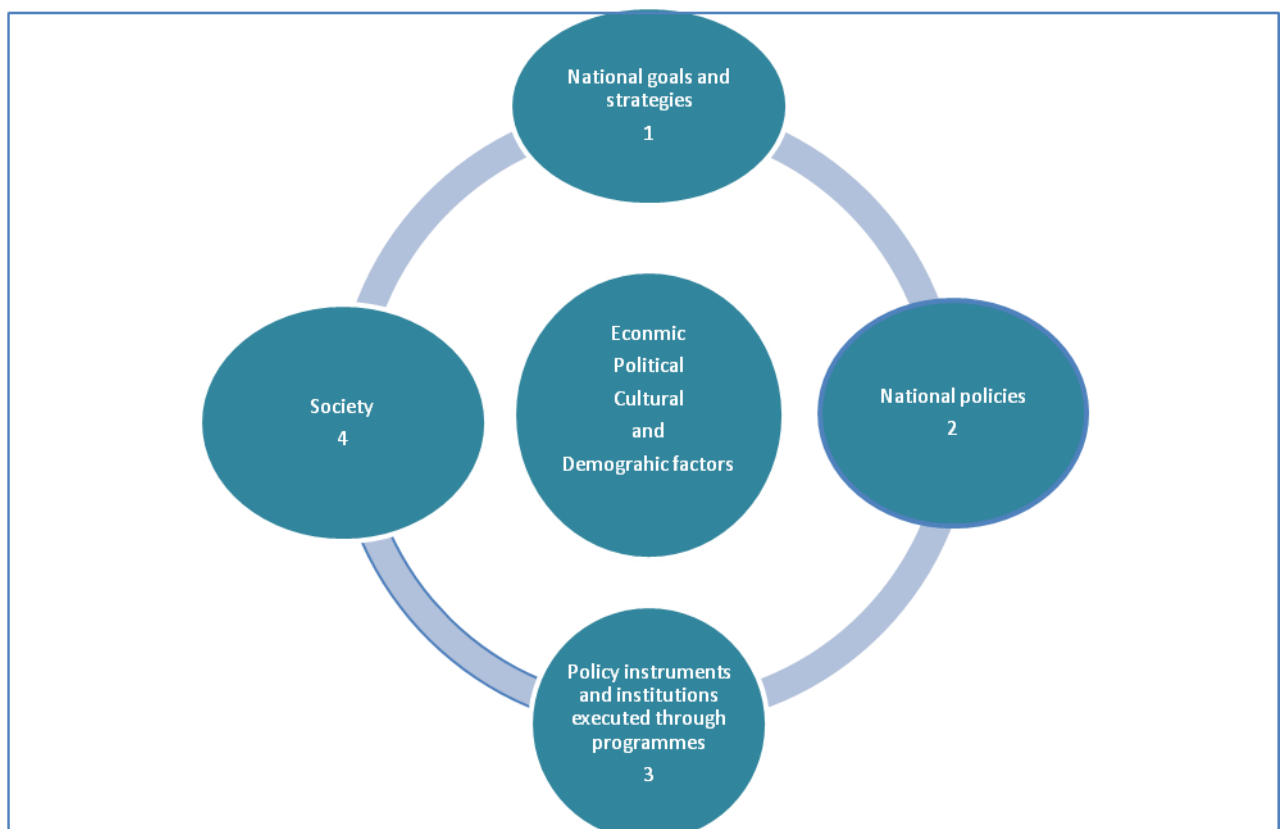 National goals and
strategies
1
Econmic
Political
Cultural
and
Demograhic factors
National policies
2
Society
4
Policy instruments
and institutions
executed through
programmes
3